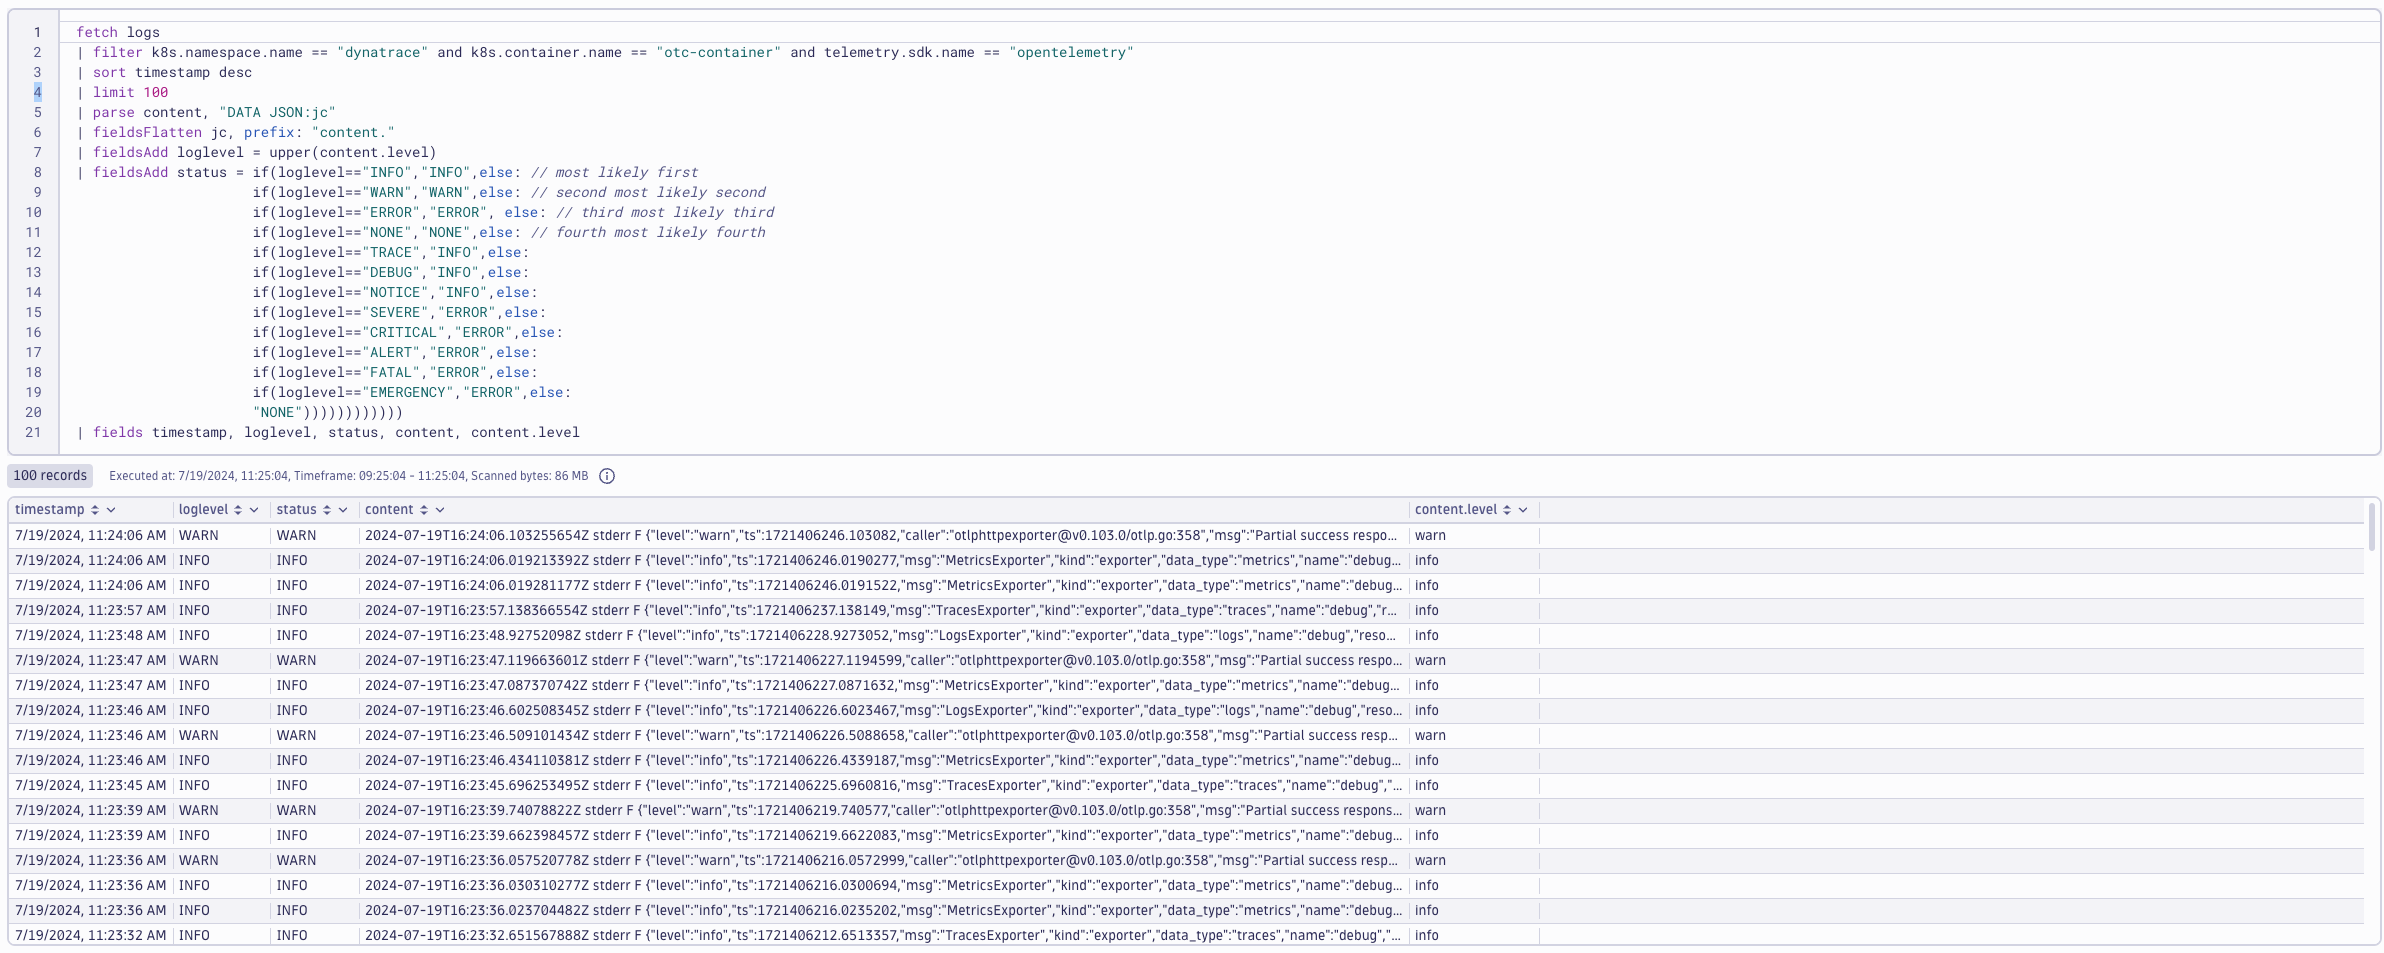 1 fetch logs
2 | filter k8s.namespace.name == "dynatrace" and k8s.container.name == "otc-container" and telemetry.sdk.name == "opentelemetry"
3 | sort timestamp desc
4 | limit 100
5 | parse content, "DATA JSON:jc"
6 | fieldsFlatten jc, prefix: "content."
7 | fieldsAdd loglevel = upper(content.level)
8 | fieldsAdd status = if(loglevel=="INFO","INFO",else: // most likely first
9 if(loglevel=="WARN","WARN",else: // second most likely second
10 if(loglevel=="ERROR","ERROR", else: // third most likely third
11 if(loglevel=="NONE","NONE",else: // fourth most likely fourth
12 if(loglevel=="TRACE","INFO",else:
13 if(loglevel=="DEBUG","INFO",else:
14 if(loglevel=="NOTICE","INFO",else:
15 if(loglevel=="SEVERE","ERROR",else:
16 if(loglevel=="CRITICAL","ERROR",else:
17 if(loglevel=="ALERT","ERROR",else:
18 if(loglevel=="FATAL","ERROR",else:
19 if(loglevel=="EMERGENCY","ERROR",else:
20 "NONE"))))))))))))
21 | fields timestamp, loglevel, status, content, content.level
100 records Executed at: 7/19/2024, 11:25:04, Timeframe: 09:25:04 - 11:25:04, Scanned bytes: 86 MB
timestamp loglevel status content content.level
7/19/2024, 11:24:06 AM WARN WARN 2024-07-19T16:24:06.103255654Z stderr F {"level":"warn","ts":1721406246.103082,"caller":"otlphttpexporter@v0.103.0/otlp.go:358","msg":"Partial success respo... warn
7/19/2024, 11:24:06 AM INFO INFO 2024-07-19T16:24:06.019213392Z stderr F {"level":"info","ts":1721406246.0190277,"msg":"MetricsExporter","kind":"exporter","data_type":"metrics","name":"debug... info
7/19/2024, 11:24:06 AM INFO INFO 2024-07-19T16:24:06.019281177Z stderr F {"level":"info","ts":1721406246.0191522,"msg":"MetricsExporter","kind":"exporter","data_type":"metrics","name":"debug... info
7/19/2024, 11:23:57 AM INFO INFO 2024-07-19T16:23:57.138366554Z stderr F {"level":"info","ts":1721406237.138149,"msg":"TracesExporter","kind":"exporter","data_type":"traces","name":"debug","r... info
7/19/2024, 11:23:48 AM INFO INFO 2024-07-19T16:23:48.92752098Z stderr F {"level":"info","ts":1721406228.9273052,"msg":"LogsExporter","kind":"exporter","data_type":"logs","name":"debug","reso... info
7/19/2024, 11:23:47 AM WARN WARN 2024-07-19T16:23:47.119663601Z stderr F {"level":"warn","ts":1721406227.1194599,"caller":"otlphttpexporter@v0.103.0/otlp.go:358","msg":"Partial success respo... warn
7/19/2024, 11:23:47 AM INFO INFO 2024-07-19T16:23:47.087370742Z stderr F {"level":"info","ts":1721406227.0871632,"msg":"MetricsExporter","kind":"exporter","data_type":"metrics","name":"debug... info
7/19/2024, 11:23:46 AM INFO INFO 2024-07-19T16:23:46.602508345Z stderr F {"level":"info","ts":1721406226.6023467,"msg":"LogsExporter","kind":"exporter","data_type":"logs","name":"debug","reso... info
7/19/2024, 11:23:46 AM WARN WARN 2024-07-19T16:23:46.509101434Z stderr F {"level":"warn","ts":1721406226.5088658,"caller":"otlphttpexporter@v0.103.0/otlp.go:358","msg":"Partial success resp... warn
7/19/2024, 11:23:46 AM INFO INFO 2024-07-19T16:23:46.434110381Z stderr F {"level":"info","ts":1721406226.4339187,"msg":"MetricsExporter","kind":"exporter","data_type":"metrics","name":"debug... info
7/19/2024, 11:23:45 AM INFO INFO 2024-07-19T16:23:45.696253495Z stderr F {"level":"info","ts":1721406225.6960816,"msg":"TracesExporter","kind":"exporter","data_type":"traces","name":"debug","... info
7/19/2024, 11:23:39 AM WARN WARN 2024-07-19T16:23:39.74078822Z stderr F {"level":"warn","ts":1721406219.740577,"caller":"otlphttpexporter@v0.103.0/otlp.go:358","msg":"Partial success respons... warn
7/19/2024, 11:23:39 AM INFO INFO 2024-07-19T16:23:39.662398457Z stderr F {"level":"info","ts":1721406219.6622083,"msg":"MetricsExporter","kind":"exporter","data_type":"metrics","name":"debug... info
7/19/2024, 11:23:36 AM WARN WARN 2024-07-19T16:23:36.057520778Z stderr F {"level":"warn","ts":1721406216.0572999,"caller":"otlphttpexporter@v0.103.0/otlp.go:358","msg":"Partial success resp... warn
7/19/2024, 11:23:36 AM INFO INFO 2024-07-19T16:23:36.030310277Z stderr F {"level":"info","ts":1721406216.0300694,"msg":"MetricsExporter","kind":"exporter","data_type":"metrics","name":"debug... info
7/19/2024, 11:23:36 AM INFO INFO 2024-07-19T16:23:36.023704482Z stderr F {"level":"info","ts":1721406216.0235202,"msg":"MetricsExporter","kind":"exporter","data_type":"metrics","name":"debug... info
7/19/2024, 11:23:32 AM INFO INFO 2024-07-19T16:23:32.651567888Z stderr F {"level":"info","ts":1721406212.6513357,"msg":"TracesExporter","kind":"exporter","data_type":"traces","name":"debug","... info